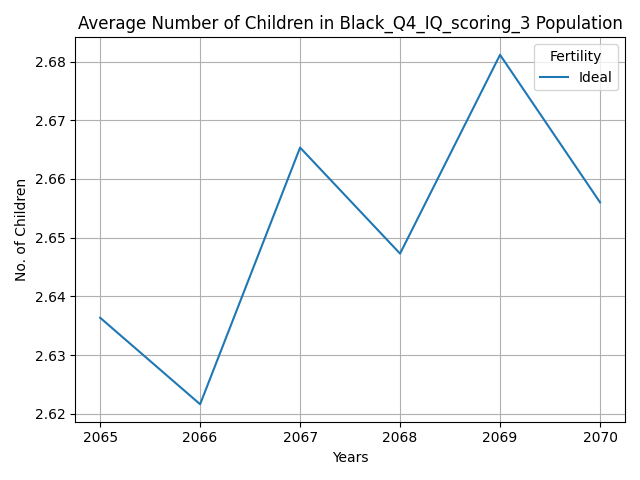 Average Number of Children in Black_Q4_IQ_scoring_3 Population
Fertility
Ideal
No. of Children
2.68
2.67
2.66
2.65
2.64
2.63
2.62
2065 2066 2067 2068 2069 2070
Years